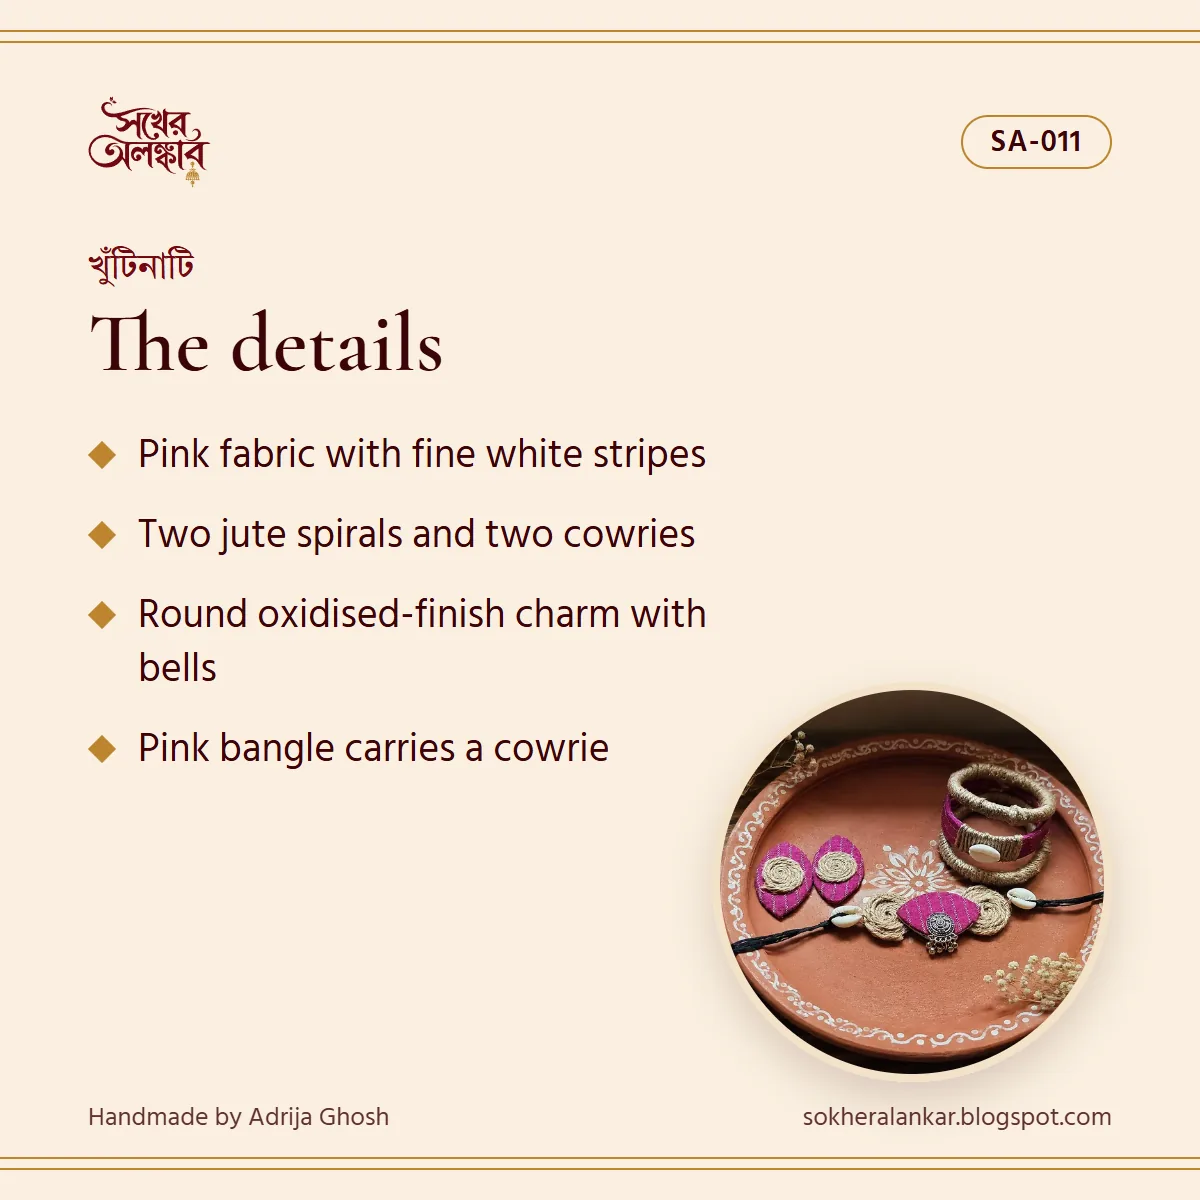 সখের
অলঙ্কার
SA-011
খুঁটিনাটি
The details
Pink fabric with fine white stripes
Two jute spirals and two cowries
Round oxidised-finish charm with
bells
Pink bangle carries a cowrie
Handmade by Adrija Ghosh
sokheralankar.blogspot.com